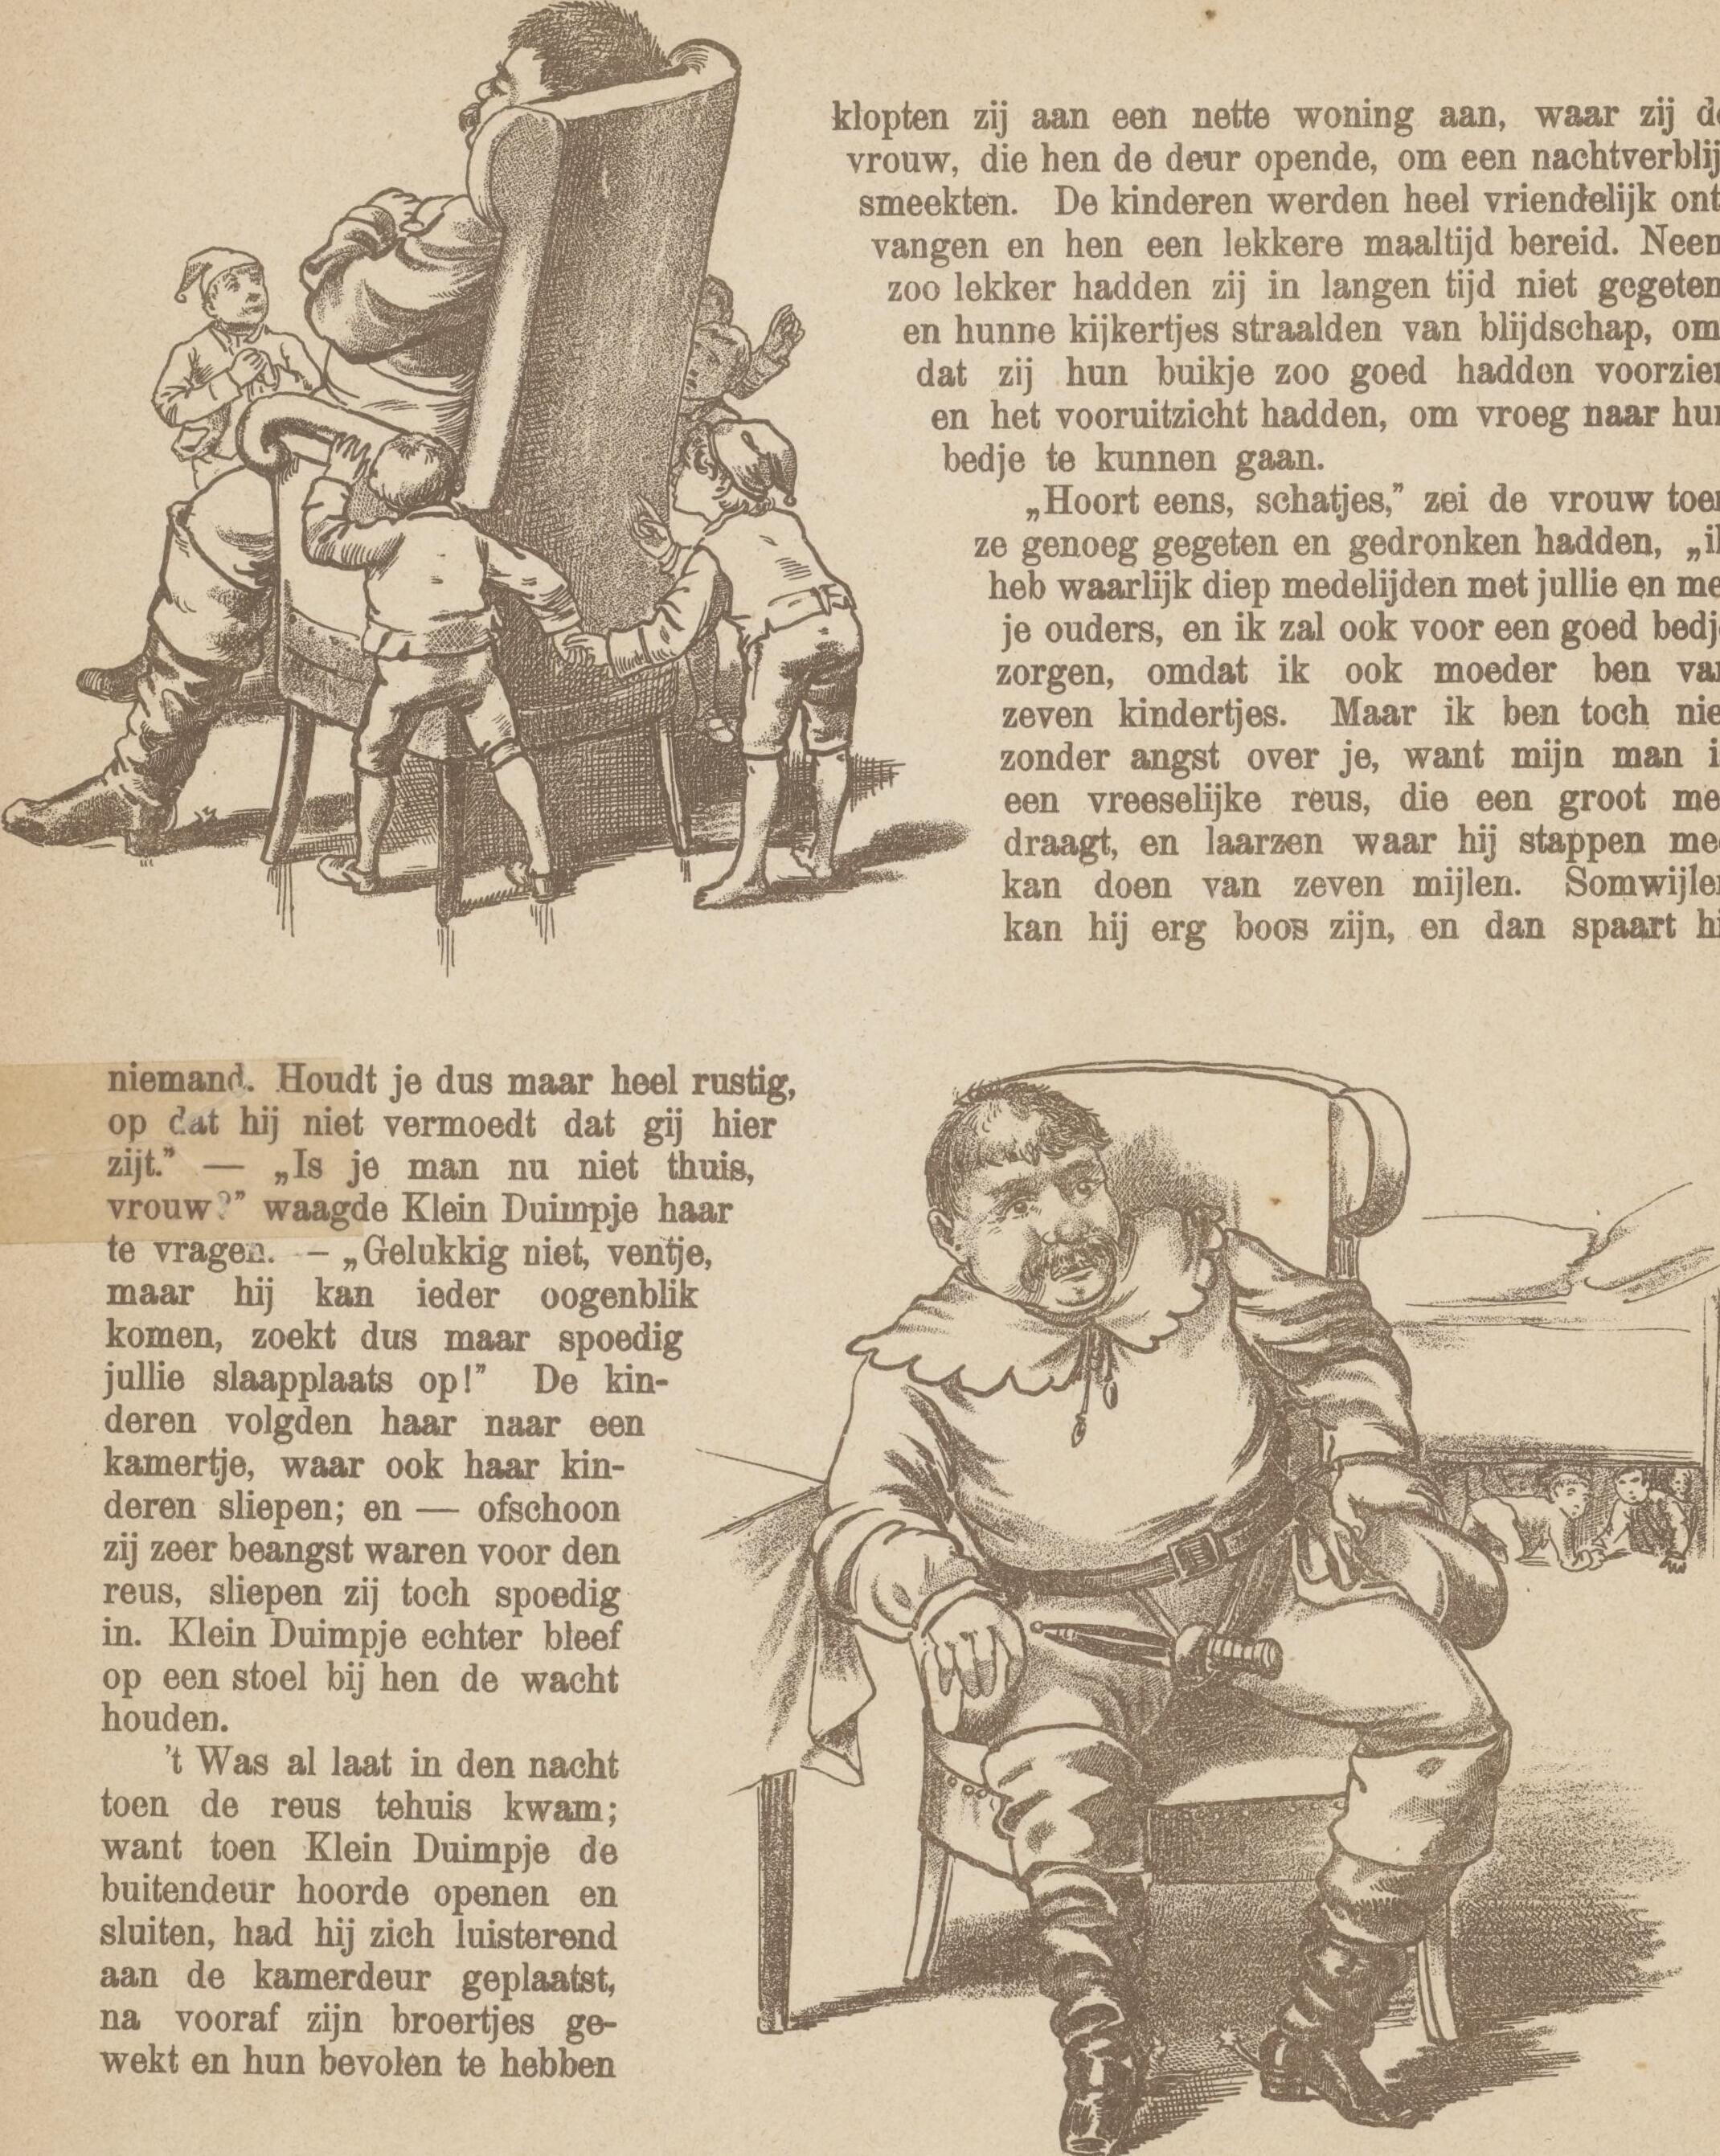 klopten zij aan een nette woning aan, waar zij de
vrouw, die hen de deur opende, om een nachtverblij
smeekten. De kinderen werden heel vriendelijk ont
vangen en hen een lekkere maaltijd bereid. Neen
zoo lekker hadden zij in langen tijd niet gegeten
en hunne kijkertjes straalden van blijdschap, om
dat zij hun buikje zoo goed hadden voorzien
en het vooruitzicht hadden, om vroeg naar hun
bedje te kunnen gaan.
„Hoort eens, schatjes,” zei de vrouw toen
ze genoeg gegeten en gedronken hadden, „ik
heb waarlijk diep medelijden met jullie en me
je ouders, en ik zal ook voor een goed bedje
zorgen, omdat ik ook moeder ben van
zeven kindertjes. Maar ik ben toch nie
zonder angst over je, want mijn man i
een vreeselijke reus, die een groot me
draagt, en laarzen waar hij stappen mee
kan doen van zeven mijlen. Somwijlen
kan hij erg boos zijn, en dan spaart hi
niemand. Houdt je dus maar heel rustig,
op dat hij niet vermoedt dat gij hier
zijt.” — „Is je man nu niet thuis,
vrouw?” waagde Klein Duimpje haar
te vragen. — „Gelukkig niet, ventje,
maar hij kan ieder oogenblik
komen, zoekt dus maar spoedig
jullie slaapplaats op!” De kin-
deren volgden haar naar een
kamertje, waar ook haar kin-
deren sliepen; en — ofschoon
zij zeer beangst waren voor den
reus, sliepen zij toch spoedig
in. Klein Duimpje echter bleef
op een stoel bij hen de wacht
houden.
't Was al laat in den nacht
toen de reus tehuis kwam;
want toen Klein Duimpje de
buitendeur hoorde openen en
sluiten, had hij zich luisterend
aan de kamerdeur geplaatst,
na vooraf zijn broertjes ge-
wekt en hun bevolen te hebben